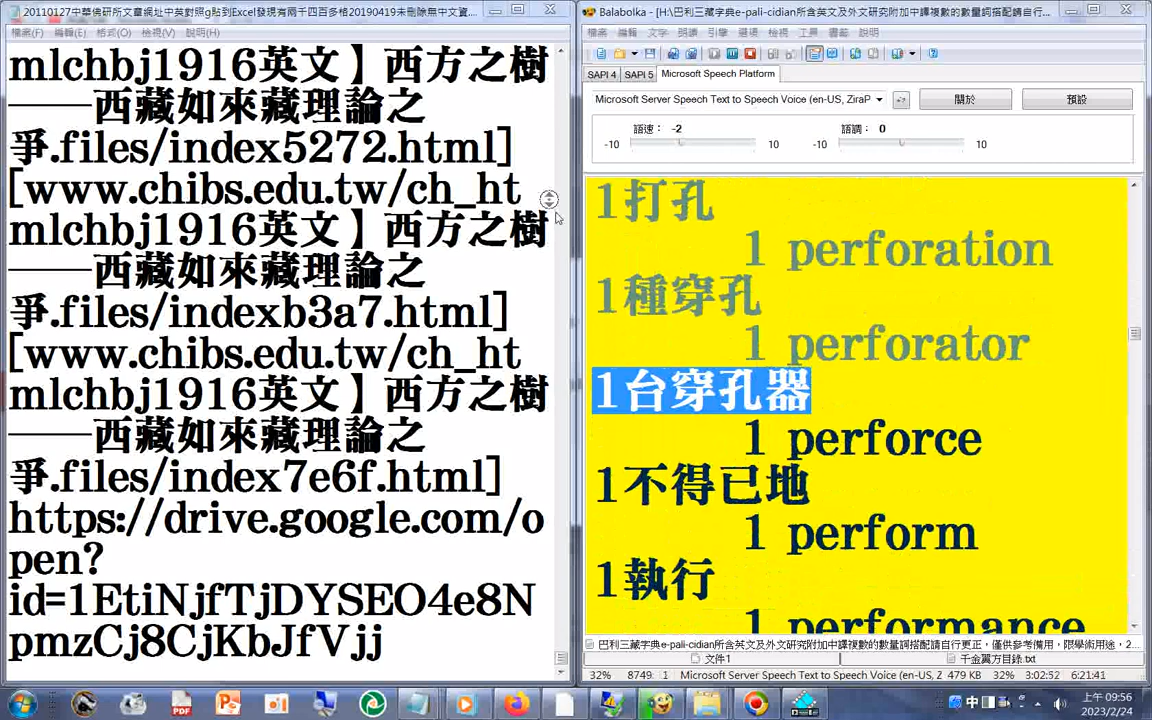 20110127中華佛研所文章網址中英對照g貼到Excel發現有兩千四百多格20190419未刪除無中文資...
檔案(F) 編輯(E) 格式(O) 檢視(V) 說明(H)
mlchbj1916英文】西方之樹
——西藏如來藏理論之
爭.files/index5272.html]
[www.chibs.edu.tw/ch_ht
mlchbj1916英文】西方之樹
——西藏如來藏理論之
爭.files/indexb3a7.html]
[www.chibs.edu.tw/ch_ht
mlchbj1916英文】西方之樹
——西藏如來藏理論之
爭.files/index7e6f.html]
https://drive.google.com/o
pen?
id=1EtiNjfTjDYSEO4e8N
pmzCj8CjKbJfVjj
Balabolka - [H:\巴利三藏字典e-pali-cidian所含英文及外文研究附加中譯複數的數量詞搭配請自行...
檔案 編輯 文字 朗讀 引擎 選項 檢視 工具 書籤 說明
SAPI 4 SAPI 5 Microsoft Speech Platform
Microsoft Server Speech Text to Speech Voice (en-US, ZiraP
關於
預設
語速： -2 語調： 0
-10 10 -10 10
1打孔
1 perforation
1種穿孔
1 perforator
1台穿孔器
1 perforce
1不得已地
1 perform
1執行
1 performance
巴利三藏字典e-pali-cidian所含英文及外文研究附加中譯複數的數量詞搭配請自行更正，僅供參考備用，限學術用途，2...
文件1 千金翼方目錄.txt
32% 8749: 1 Microsoft Server Speech Text to Speech Voice (en-US, Z 479 KB 3:02:52 6:21:41
中
上午 09:56
2023/2/24